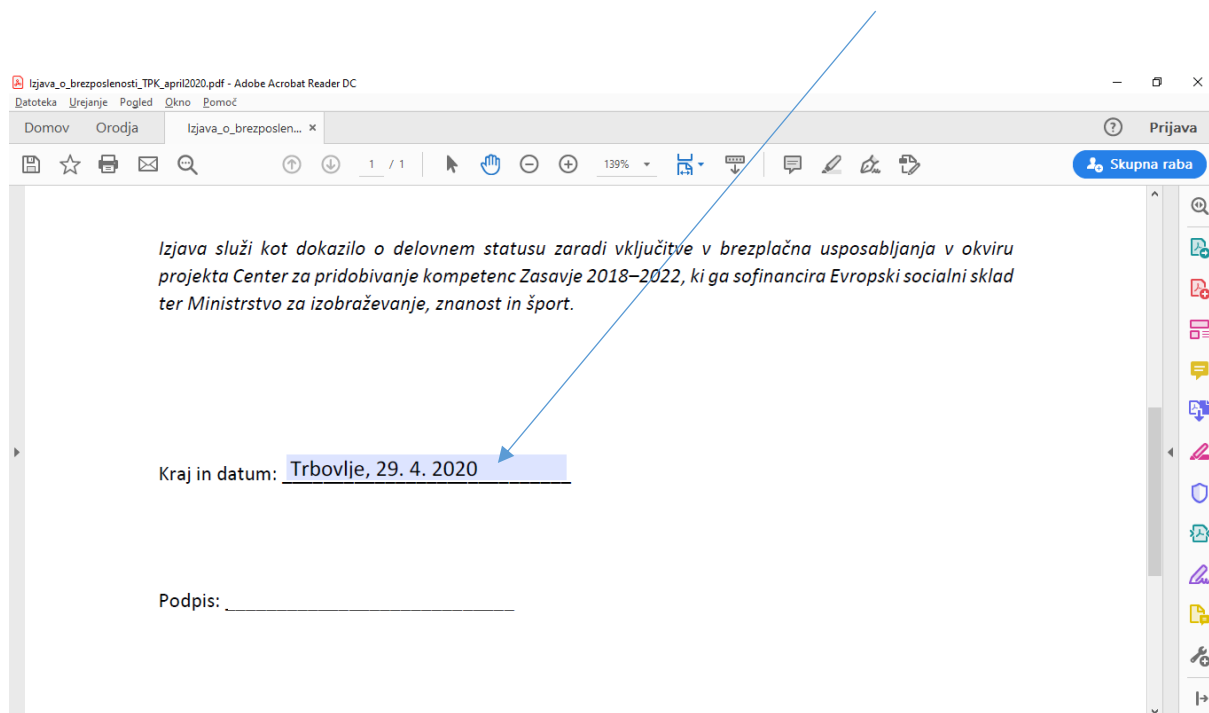 Izjava_o_brezposlenosti_TPK_april2020.pdf - Adobe Acrobat Reader DC
Datoteka Urejanje Pogled Okno Pomoč
Domov Orodja Izjava_o_brezposlen... × Prijava
1 / 1 139% Skupna raba
Izjava služi kot dokazilo o delovnem statusu zaradi vključitve v brezplačna usposabljanja v okviru
projekta Center za pridobivanje kompetenc Zasavje 2018–2022, ki ga sofinancira Evropski socialni sklad
ter Ministrstvo za izobraževanje, znanost in šport.
Kraj in datum: Trbovlje, 29. 4. 2020
Podpis: ____________________________